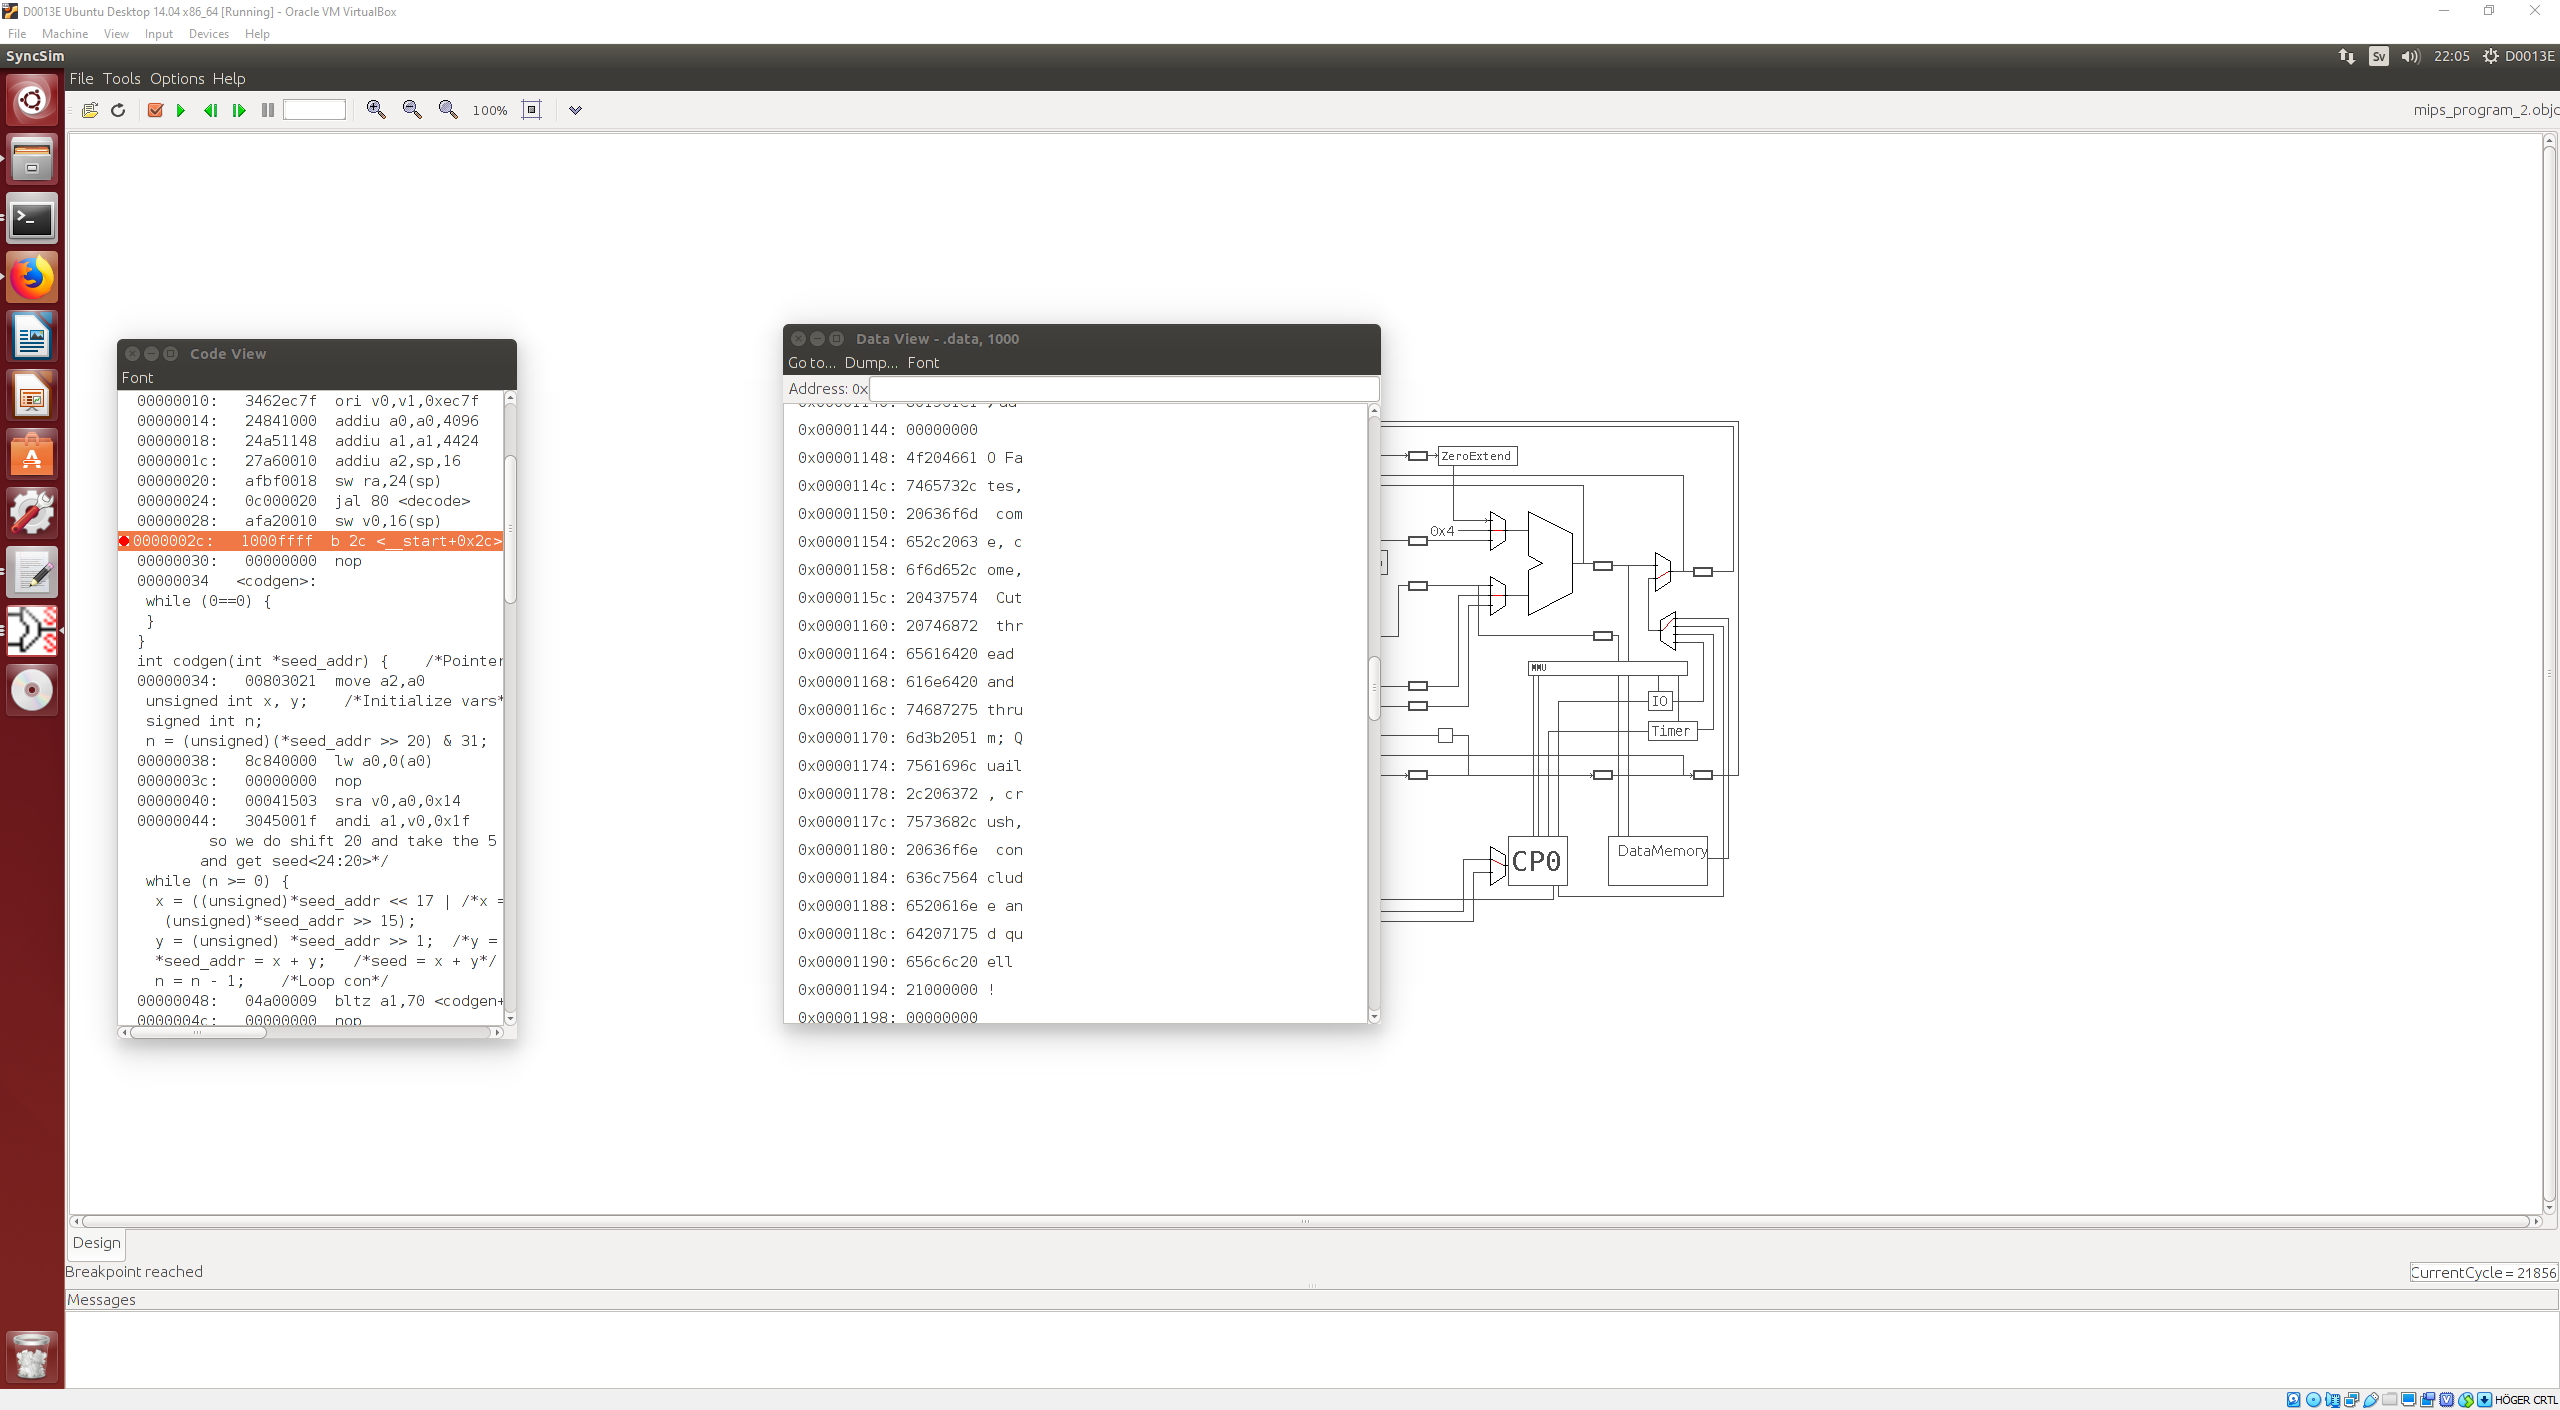 D0013E Ubuntu Desktop 14.04 x86_64 [Running] - Oracle VM VirtualBox
File Machine View Input Devices Help
SyncSim
Sv 22:05 D0013E
File Tools Options Help
100%
mips_program_2.objc
Code View
Font
00000010: 3462ec7f ori v0,v1,0xec7f
00000014: 24841000 addiu a0,a0,4096
00000018: 24a51148 addiu a1,a1,4424
0000001c: 27a60010 addiu a2,sp,16
00000020: afbf0018 sw ra,24(sp)
00000024: 0c000020 jal 80 <decode>
00000028: afa20010 sw v0,16(sp)
0000002c: 1000ffff b 2c <__start+0x2c>
00000030: 00000000 nop
00000034 <codgen>:
while (0==0) {
}
}
int codgen(int *seed_addr) { /*Pointer
00000034: 00803021 move a2,a0
unsigned int x, y; /*Initialize vars*
signed int n;
n = (unsigned)(*seed_addr >> 20) & 31;
00000038: 8c840000 lw a0,0(a0)
0000003c: 00000000 nop
00000040: 00041503 sra v0,a0,0x14
00000044: 3045001f andi a1,v0,0x1f
so we do shift 20 and take the 5
and get seed<24:20>*/
while (n >= 0) {
x = ((unsigned)*seed_addr << 17 | /*x =
(unsigned)*seed_addr >> 15);
y = (unsigned) *seed_addr >> 1; /*y =
*seed_addr = x + y; /*seed = x + y*/
n = n - 1; /*Loop con*/
00000048: 04a00009 bltz a1,70 <codgen+
0000004c: 00000000 nop
Data View - .data, 1000
Go to... Dump... Font
Address: 0x
0x00001144: 00000000
0x00001148: 4f204661 O Fa
0x0000114c: 7465732c tes,
0x00001150: 20636f6d  com
0x00001154: 652c2063 e, c
0x00001158: 6f6d652c ome,
0x0000115c: 20437574  Cut
0x00001160: 20746872  thr
0x00001164: 65616420 ead
0x00001168: 616e6420 and
0x0000116c: 74687275 thru
0x00001170: 6d3b2051 m; Q
0x00001174: 7561696c uail
0x00001178: 2c206372 , cr
0x0000117c: 7573682c ush,
0x00001180: 20636f6e  con
0x00001184: 636c7564 clud
0x00001188: 6520616e e an
0x0000118c: 64207175 d qu
0x00001190: 656c6c20 ell
0x00001194: 21000000 !
0x00001198: 00000000
ZeroExtend
0x4
MMU
IO
Timer
CP0
DataMemory
Design
Breakpoint reached
CurrentCycle = 21856
Messages
HÖGER CRTL